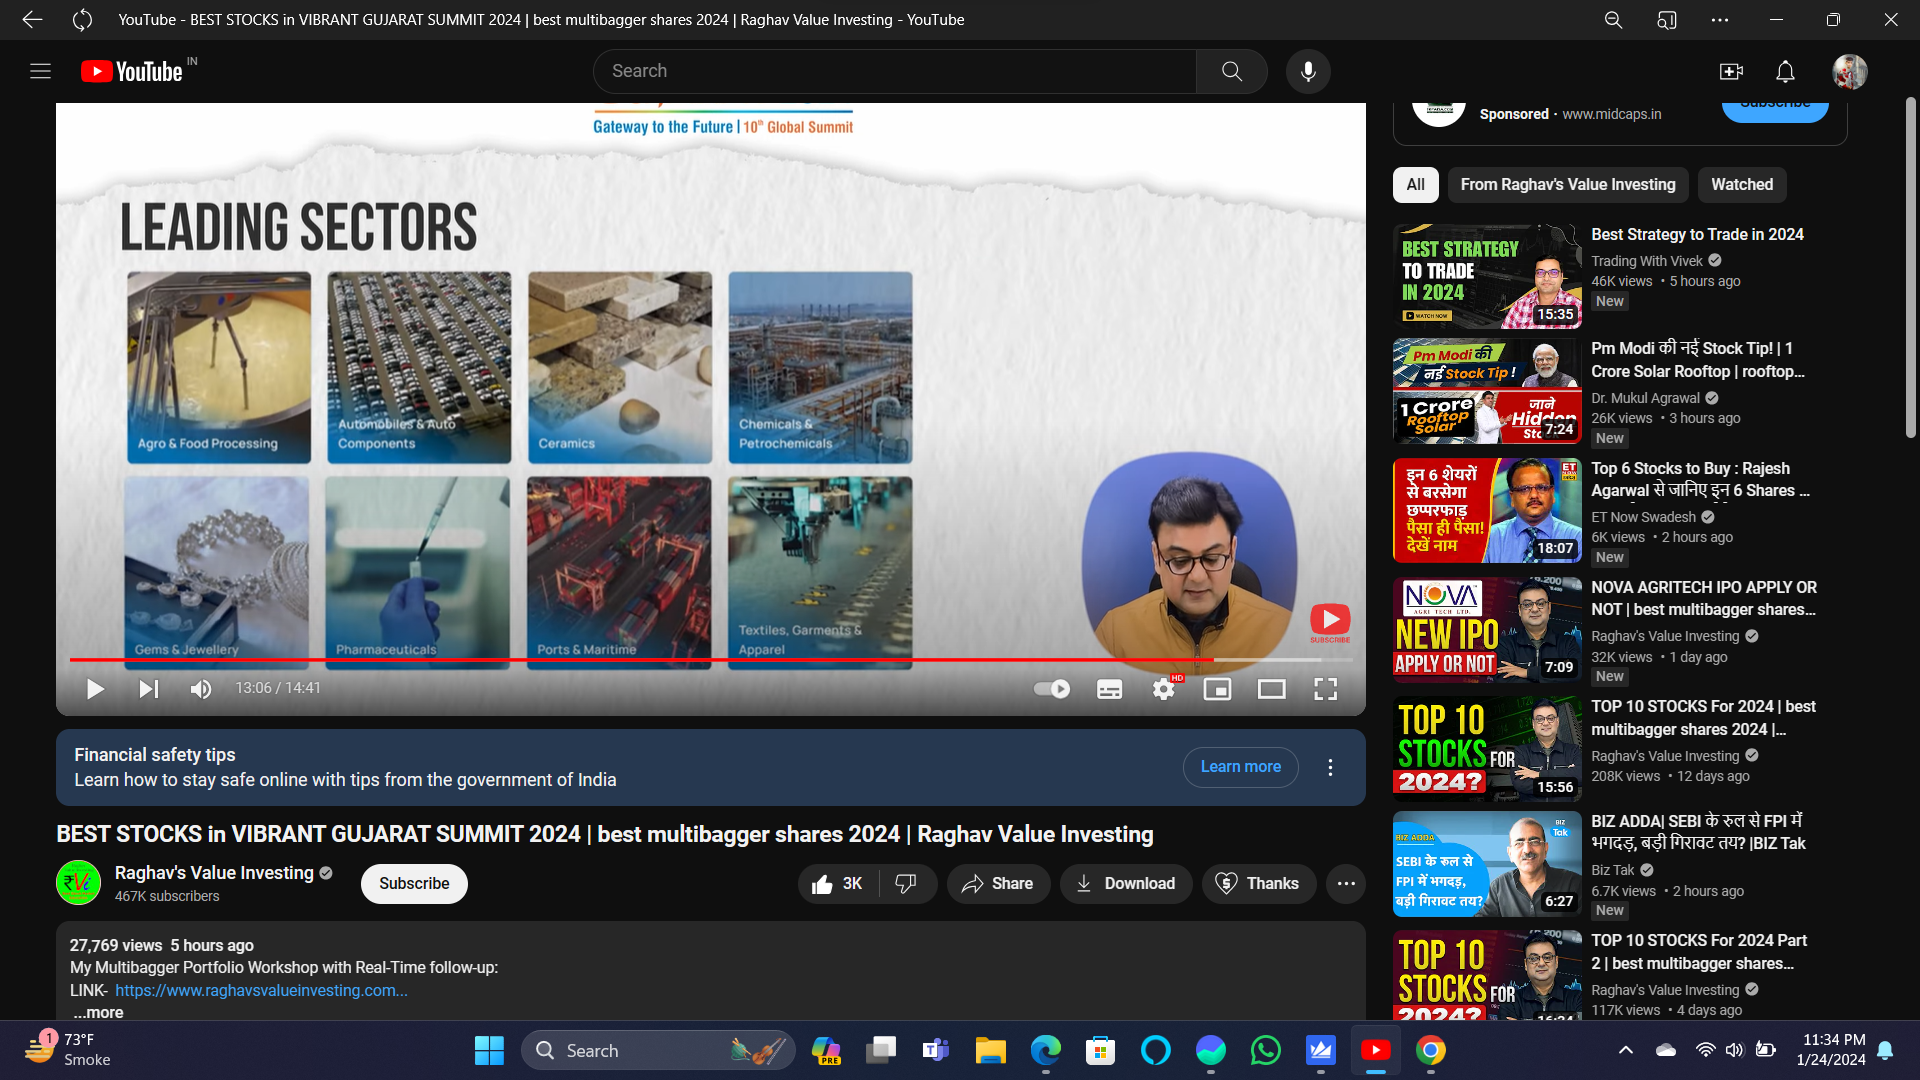 YouTube - BEST STOCKS in VIBRANT GUJARAT SUMMIT 2024 | best multibagger shares 2024 | Raghav Value Investing - YouTube
YouTube IN
Search
Gateway to the Future | 10th Global Summit
LEADING SECTORS
Agro & Food Processing
Automobiles & Auto
Components
Ceramics
Chemicals &
Petrochemicals
Gems & Jewellery
Pharmaceuticals
Ports & Maritime
Textiles, Garments &
Apparel
SUBSCRIBE
13:06 / 14:41
HD
Financial safety tips
Learn how to stay safe online with tips from the government of India
Learn more
BEST STOCKS in VIBRANT GUJARAT SUMMIT 2024 | best multibagger shares 2024 | Raghav Value Investing
₹Vi
Raghav's Value Investing
467K subscribers
Subscribe
3K
Share
Download
Thanks
27,769 views 5 hours ago
My Multibagger Portfolio Workshop with Real-Time follow-up:
LINK- https://www.raghavsvalueinvesting.com...
...more
Sponsored · www.midcaps.in
Subscribe
All
From Raghav's Value Investing
Watched
BEST STRATEGY
TO TRADE
IN 2024
WATCH NOW
15:35
Best Strategy to Trade in 2024
Trading With Vivek
46K views • 5 hours ago
New
Pm Modi की
नई Stock Tip !
1 Crore
Rooftop
Solar
जाने
Hidden
7:24
Pm Modi की नई Stock Tip! | 1
Crore Solar Rooftop | rooftop...
Dr. Mukul Agrawal
26K views • 3 hours ago
New
इन 6 शेयरों
से बरसेगा
छप्परफाड़
पैसा ही पैसा!
देखें नाम
ET
18:07
Top 6 Stocks to Buy : Rajesh
Agarwal से जानिए इन 6 Shares ...
ET Now Swadesh
6K views • 2 hours ago
New
NOVA
AGRI TECH LTD.
NEW IPO
APPLY OR NOT
7:09
NOVA AGRITECH IPO APPLY OR
NOT | best multibagger shares...
Raghav's Value Investing
32K views • 1 day ago
New
TOP 10
STOCKS FOR
2024?
15:56
TOP 10 STOCKS For 2024 | best
multibagger shares 2024 |...
Raghav's Value Investing
208K views • 12 days ago
BIZ ADDA
BIZ
Tak
SEBI के रूल से
FPI में भगदड़,
बड़ी गिरावट तय?
6:27
BIZ ADDA| SEBI के रुल से FPI में
भगदड़, बड़ी गिरावट तय? |BIZ Tak
Biz Tak
6.7K views • 2 hours ago
New
TOP 10
STOCKS FOR
2024?
16:24
TOP 10 STOCKS For 2024 Part
2 | best multibagger shares...
Raghav's Value Investing
117K views • 4 days ago
1
73°F
Smoke
Search
PRE
11:34 PM
1/24/2024